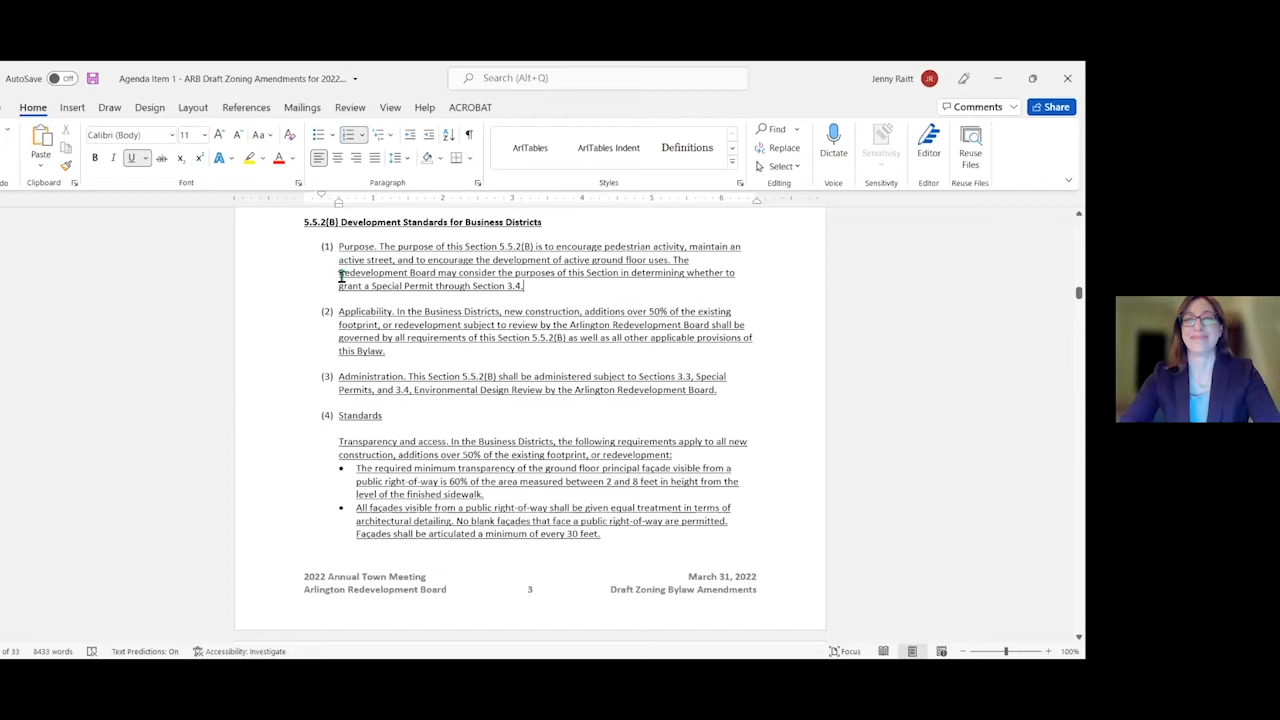 AutoSave Off Agenda Item 1 - ARB Draft Zoning Amendments for 2022... Search (Alt+Q) Jenny Raitt JR
Home Insert Draw Design Layout References Mailings Review View Help ACROBAT Comments Share
Paste
Clipboard
Calibri (Body) 11 Aa
B I U ab x₂ x² A A
Font
Paragraph
ArtTables ArtTables Indent Definitions
Styles
Find
Replace
Select
Editing
Dictate
Voice
Sensitivity
Sensitivity
Editor
Editor
Reuse
Files
Reuse Files
1 2 3 4 5 6
5.5.2(B) Development Standards for Business Districts
(1) Purpose. The purpose of this Section 5.5.2(B) is to encourage pedestrian activity, maintain an
active street, and to encourage the development of active ground floor uses. The
Redevelopment Board may consider the purposes of this Section in determining whether to
grant a Special Permit through Section 3.4.
(2) Applicability. In the Business Districts, new construction, additions over 50% of the existing
footprint, or redevelopment subject to review by the Arlington Redevelopment Board shall be
governed by all requirements of this Section 5.5.2(B) as well as all other applicable provisions of
this Bylaw.
(3) Administration. This Section 5.5.2(B) shall be administered subject to Sections 3.3, Special
Permits, and 3.4, Environmental Design Review by the Arlington Redevelopment Board.
(4) Standards
Transparency and access. In the Business Districts, the following requirements apply to all new
construction, additions over 50% of the existing footprint, or redevelopment:
• The required minimum transparency of the ground floor principal façade visible from a
public right-of-way is 60% of the area measured between 2 and 8 feet in height from the
level of the finished sidewalk.
• All façades visible from a public right-of-way shall be given equal treatment in terms of
architectural detailing. No blank façades that face a public right-of-way are permitted.
Façades shall be articulated a minimum of every 30 feet.
2022 Annual Town Meeting March 31, 2022
Arlington Redevelopment Board 3 Draft Zoning Bylaw Amendments
of 33 8433 words Text Predictions: On Accessibility: Investigate Focus 100%